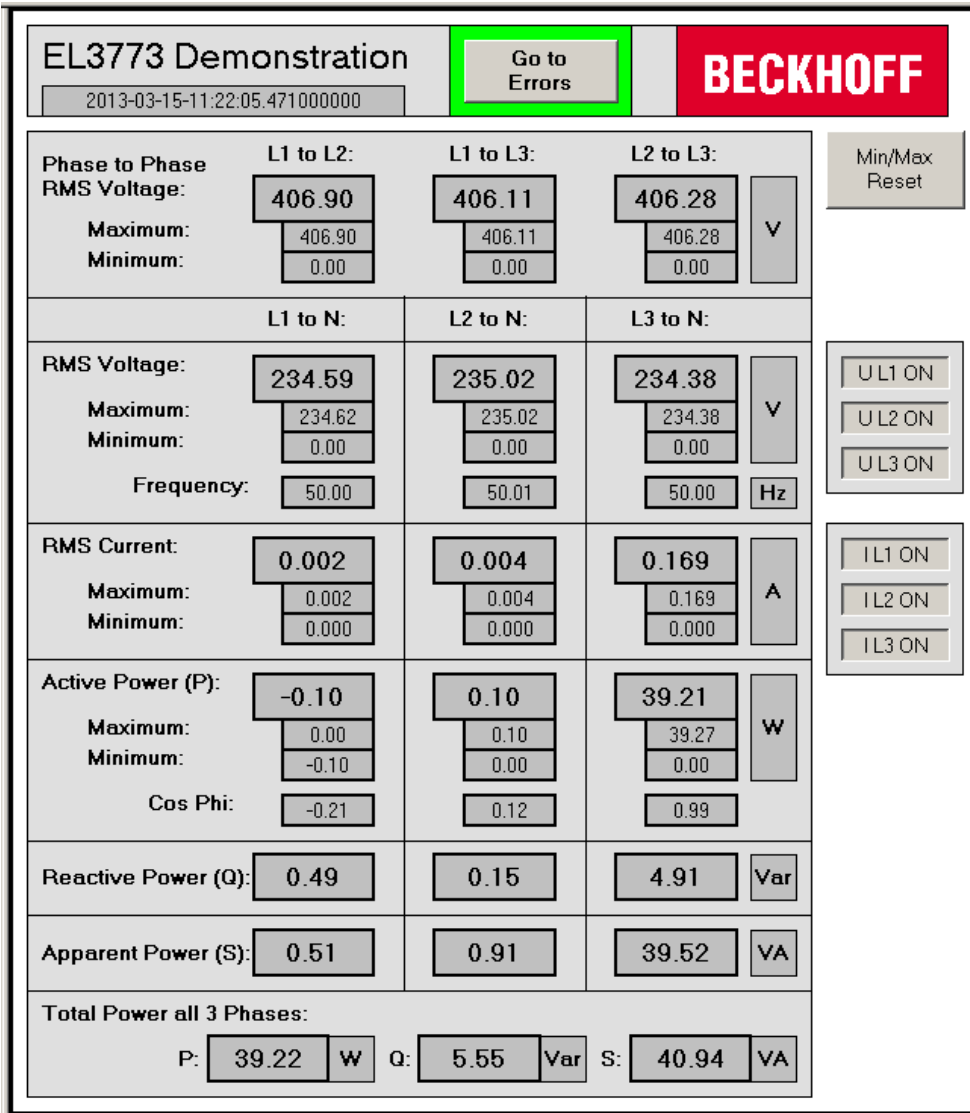 EL3773 Demonstration
2013-03-15-11:22:05.471000000
Go to
Errors
BECKHOFF
Min/Max
Reset
Phase to Phase
RMS Voltage:
L1 to L2: L1 to L3: L2 to L3:
406.90 406.11 406.28 V
Maximum: 406.90 406.11 406.28
Minimum: 0.00 0.00 0.00
L1 to N: L2 to N: L3 to N:
RMS Voltage: 234.59 235.02 234.38 V
Maximum: 234.62 235.02 234.38
Minimum: 0.00 0.00 0.00
Frequency: 50.00 50.01 50.00 Hz
U L1 ON
U L2 ON
U L3 ON
RMS Current: 0.002 0.004 0.169 A
Maximum: 0.002 0.004 0.169
Minimum: 0.000 0.000 0.000
I L1 ON
I L2 ON
I L3 ON
Active Power (P): -0.10 0.10 39.21 W
Maximum: 0.00 0.10 39.27
Minimum: -0.10 0.00 0.00
Cos Phi: -0.21 0.12 0.99
Reactive Power (Q): 0.49 0.15 4.91 Var
Apparent Power (S): 0.51 0.91 39.52 VA
Total Power all 3 Phases:
P: 39.22 W Q: 5.55 Var S: 40.94 VA